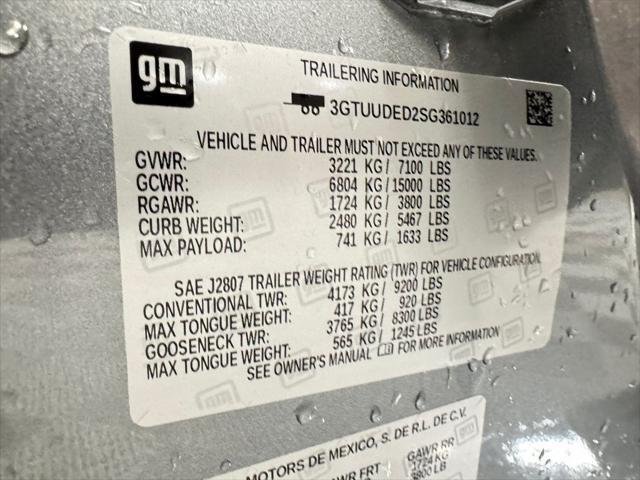 gm
TRAILERING INFORMATION
3GTUUDED2SG361012
VEHICLE AND TRAILER MUST NOT EXCEED ANY OF THESE VALUES.
GVWR: 3221 KG / 7100 LBS
GCWR: 6804 KG / 15000 LBS
RGAWR: 1724 KG / 3800 LBS
CURB WEIGHT: 2480 KG / 5467 LBS
MAX PAYLOAD: 741 KG / 1633 LBS
SAE J2807 TRAILER WEIGHT RATING (TWR) FOR VEHICLE CONFIGURATION.
CONVENTIONAL TWR: 4173 KG / 9200 LBS
MAX TONGUE WEIGHT: 417 KG / 920 LBS
GOOSENECK TWR: 3765 KG / 8300 LBS
MAX TONGUE WEIGHT: 565 KG / 1245 LBS
SEE OWNER'S MANUAL FOR MORE INFORMATION
MOTORS DE MEXICO, S. DE R.L. DE C.V.
GAWR FRT GAWR RR
1724 KG
3800 LB